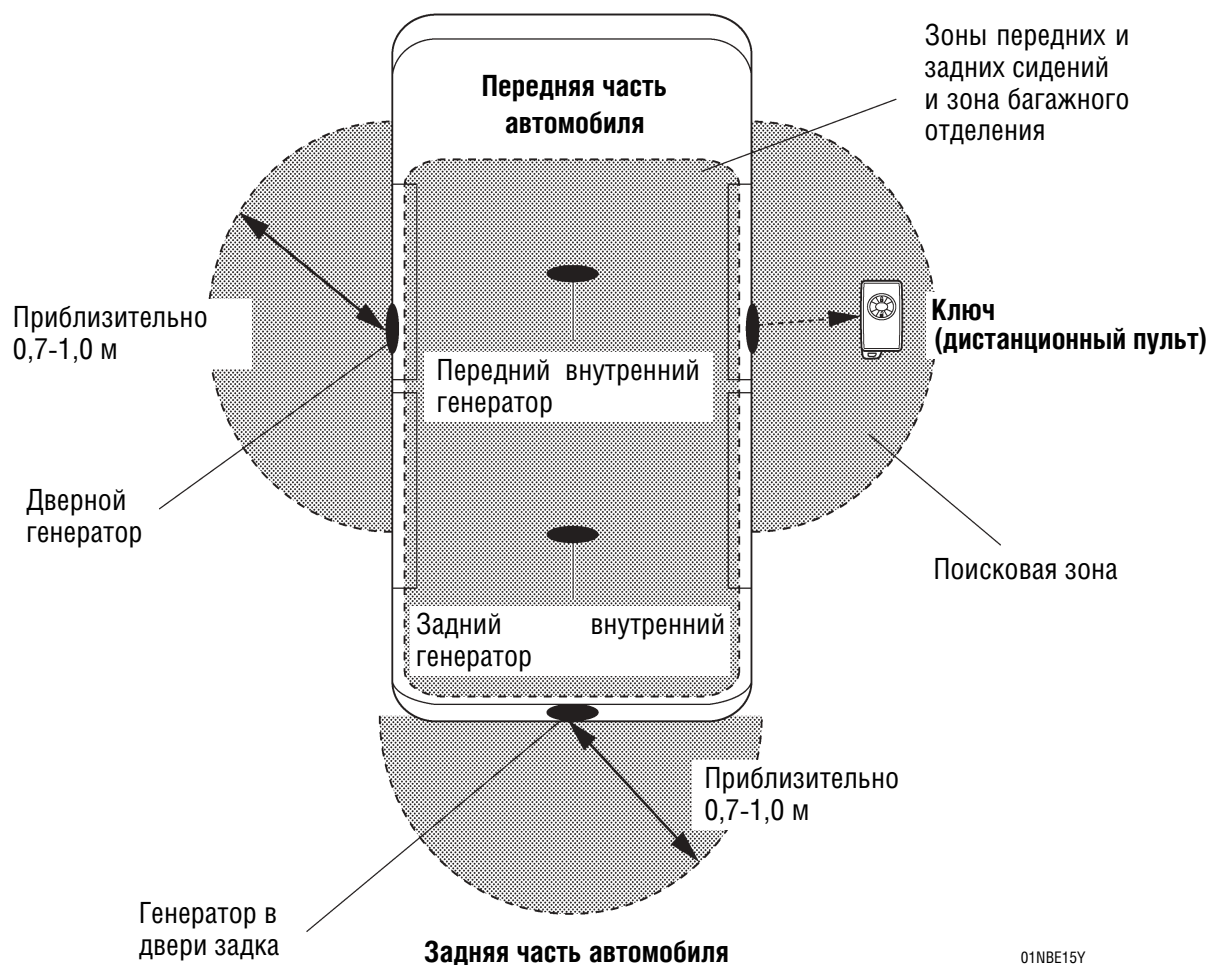 Зоны передних и
задних сидений
и зона багажного
отделения
Передняя часть
автомобиля
Приблизительно
0,7-1,0 м
Ключ
(дистанционный пульт)
Передний внутренний
генератор
Дверной
генератор
Поисковая зона
Задний внутренний
генератор
Приблизительно
0,7-1,0 м
Генератор в
двери задка
Задняя часть автомобиля
01NBE15Y